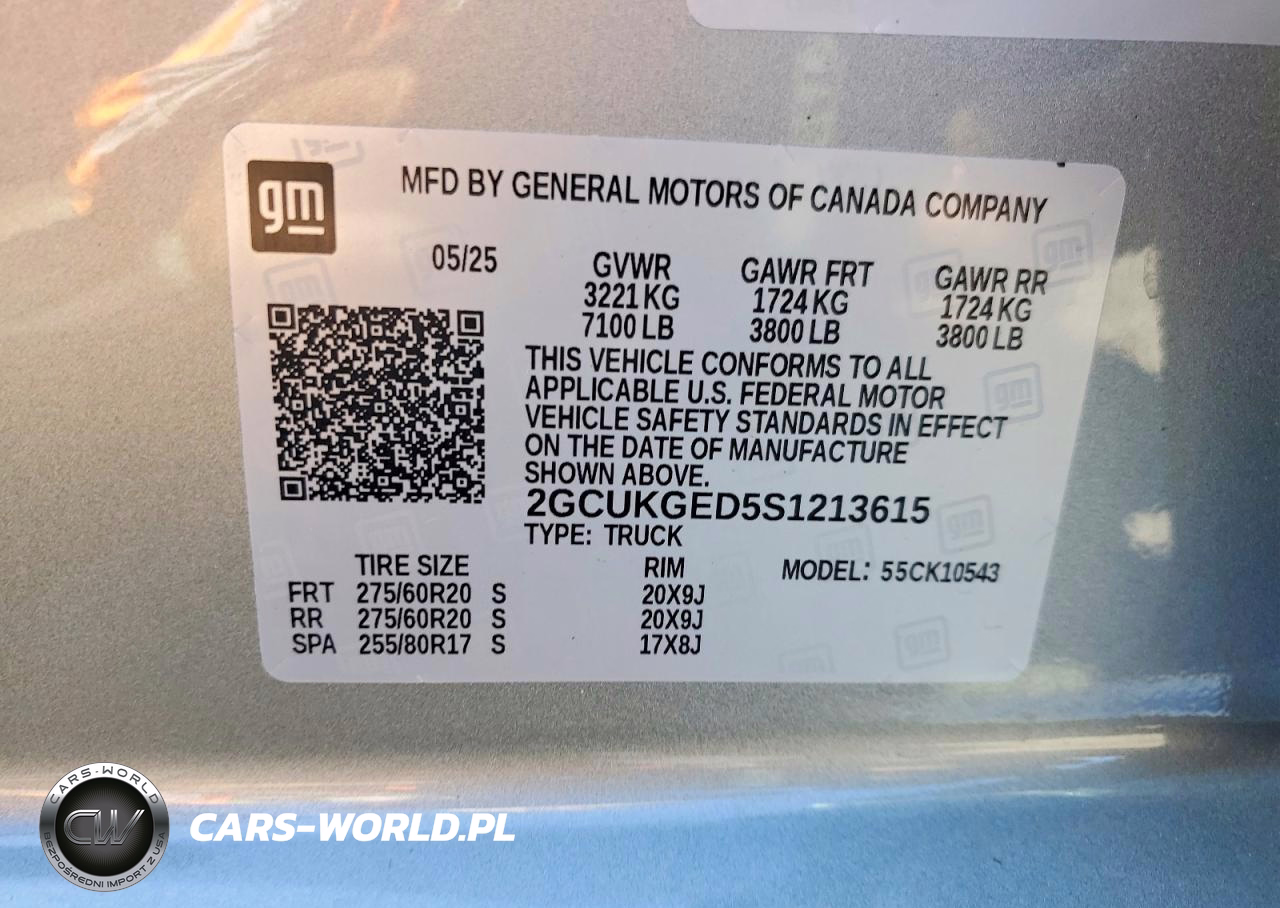 gm
MFD BY GENERAL MOTORS OF CANADA COMPANY
05/25
GVWR GAWR FRT GAWR RR
3221 KG 1724 KG 1724 KG
7100 LB 3800 LB 3800 LB
THIS VEHICLE CONFORMS TO ALL
APPLICABLE U.S. FEDERAL MOTOR
VEHICLE SAFETY STANDARDS IN EFFECT
ON THE DATE OF MANUFACTURE
SHOWN ABOVE.
2GCUKGED5S1213615
TYPE: TRUCK
TIRE SIZE RIM MODEL: 55CK10543
FRT 275/60R20 S 20X9J
RR 275/60R20 S 20X9J
SPA 255/80R17 S 17X8J
CARS-WORLD
CW
BEZPOŚREDNI IMPORT Z USA
CARS-WORLD.PL